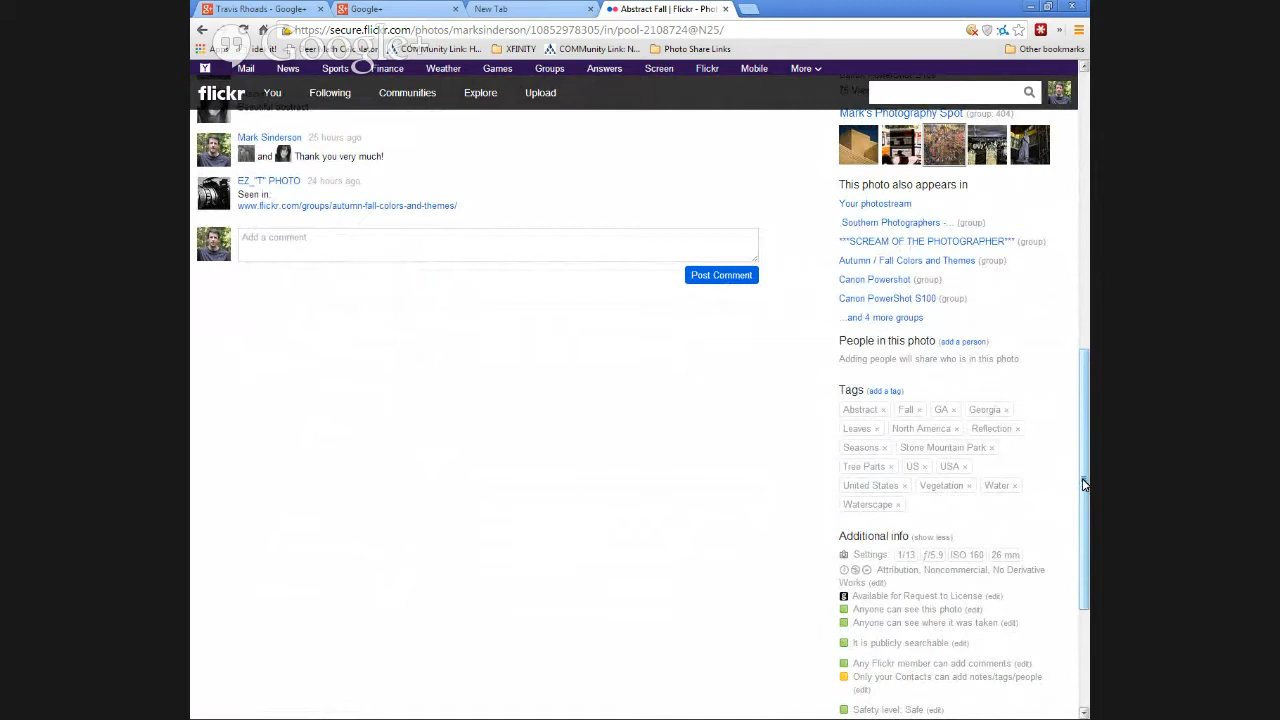 Travis Rhoads - Google+ ×
Google+ ×
New Tab ×
Abstract Fall | Flickr - Phot ×
https://secure.flickr.com/photos/marksinderson/10852978305/in/pool-2108724@N25/
COMMunity Link: H...
XFINITY
COMMunity Link: N...
Photo Share Links
Other bookmarks
Google+
Mail News Sports Finance Weather Games Groups Answers Screen Flickr Mobile More
flickr You Following Communities Explore Upload
Beautiful abstract
Mark Sinderson 25 hours ago
and Thank you very much!
EZ_"T" PHOTO 24 hours ago
Seen in:
www.flickr.com/groups/autumn-fall-colors-and-themes/
Add a comment
Post Comment
Mark's Photography Spot (group: 404)
This photo also appears in
Your photostream
.Southern Photographers -... (group)
***SCREAM OF THE PHOTOGRAPHER*** (group)
Autumn / Fall Colors and Themes (group)
Canon Powershot (group)
Canon PowerShot S100 (group)
...and 4 more groups
People in this photo (add a person)
Adding people will share who is in this photo
Tags (add a tag)
Abstract × Fall × GA × Georgia ×
Leaves × North America × Reflection ×
Seasons × Stone Mountain Park ×
Tree Parts × US × USA ×
United States × Vegetation × Water ×
Waterscape ×
Additional info (show less)
Settings: 1/13 ƒ/5.9 ISO 160 26 mm
Attribution, Noncommercial, No Derivative
Works (edit)
Available for Request to License (edit)
Anyone can see this photo (edit)
Anyone can see where it was taken (edit)
It is publicly searchable (edit)
Any Flickr member can add comments (edit)
Only your Contacts can add notes/tags/people
(edit)
Safety level: Safe (edit)